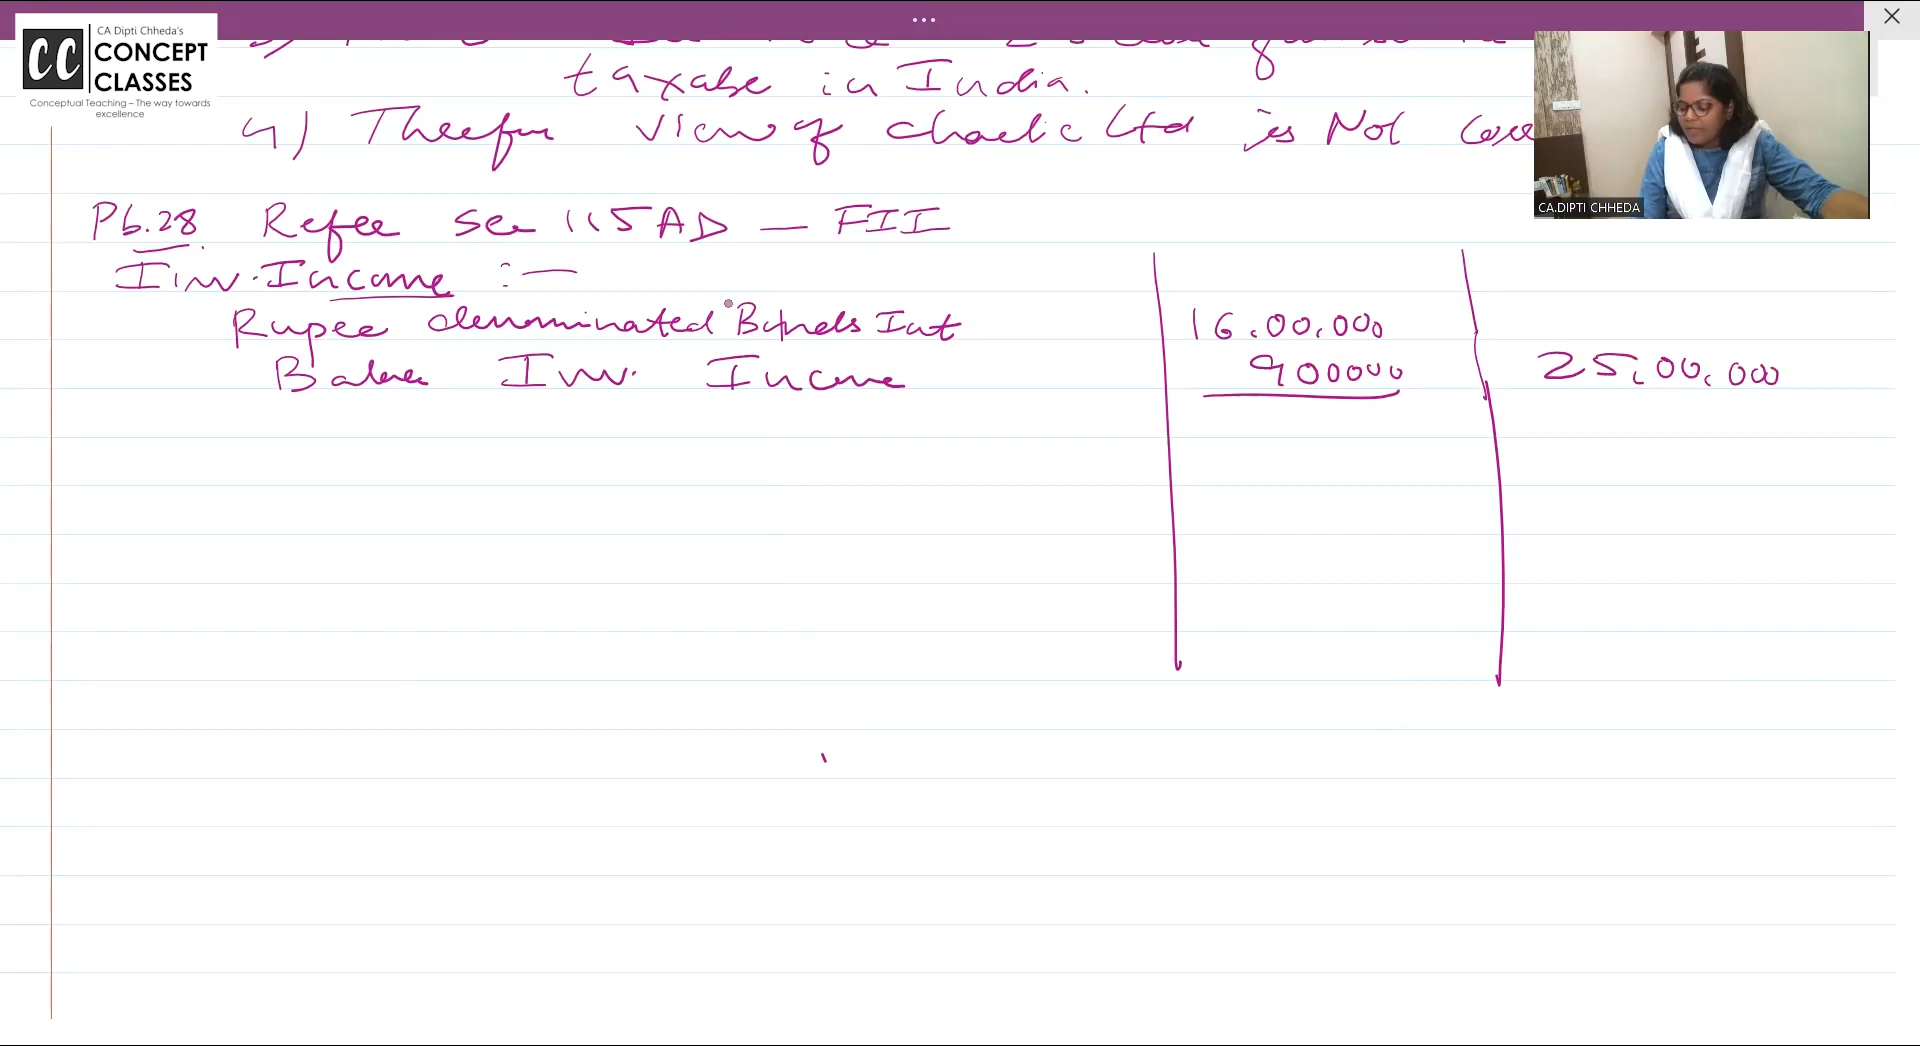 CC
CA Dipti Chheda's
CONCEPT
CLASSES
Conceptual Teaching – The way towards
excellence
taxable in India.
4) Therefore view of Ltd is Not
Pb.28 Refer Sec 115AD — FII
Inv. Income :—
Rupee denominated Bonds Int 16,00,000
Balance Inv. Income 900000 25,00,000
CA.DIPTI CHHEDA